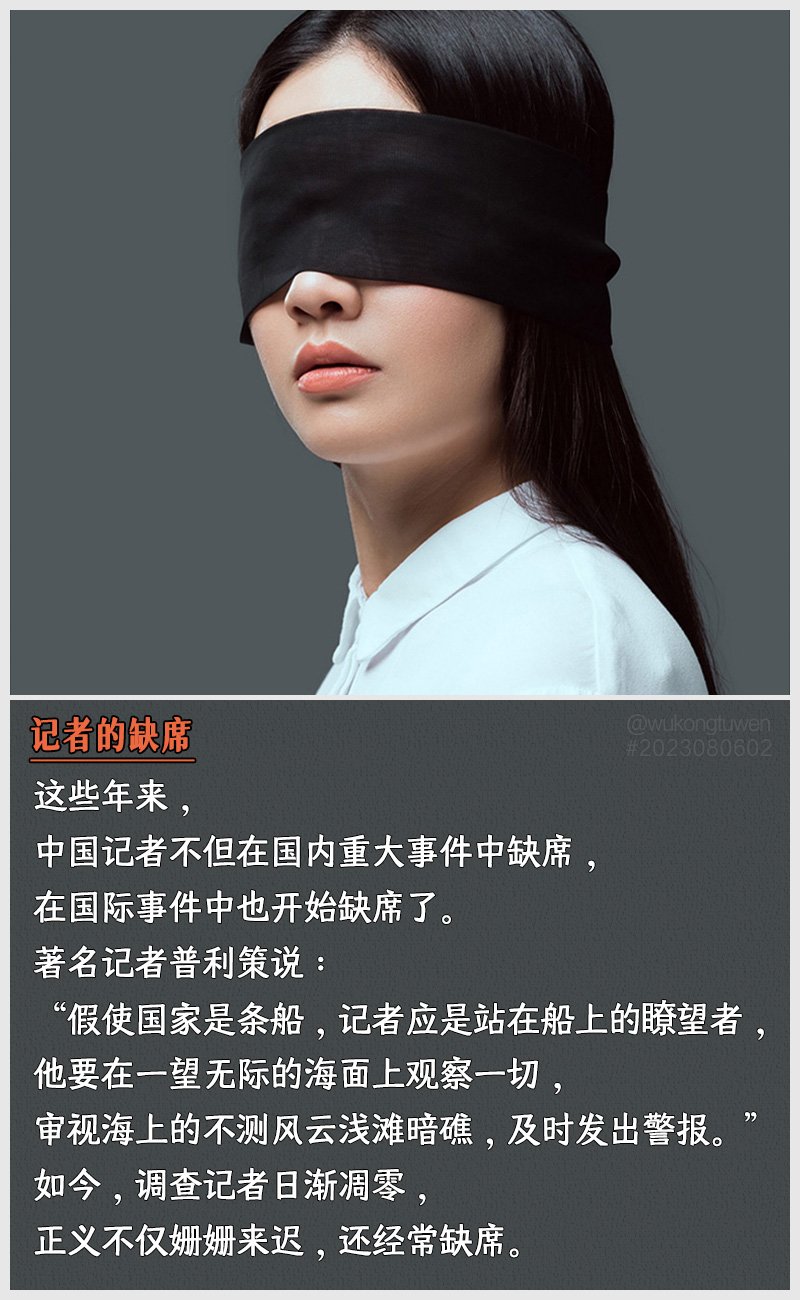 记者的缺席
@wukongtuwen
#2023080602
这些年来，
中国记者不但在国内重大事件中缺席，
在国际事件中也开始缺席了。
著名记者普利策说：
“假使国家是条船，记者应是站在船上的瞭望者，
他要在一望无际的海面上观察一切，
审视海上的不测风云浅滩暗礁，及时发出警报。”
如今，调查记者日渐凋零，
正义不仅姗姗来迟，还经常缺席。